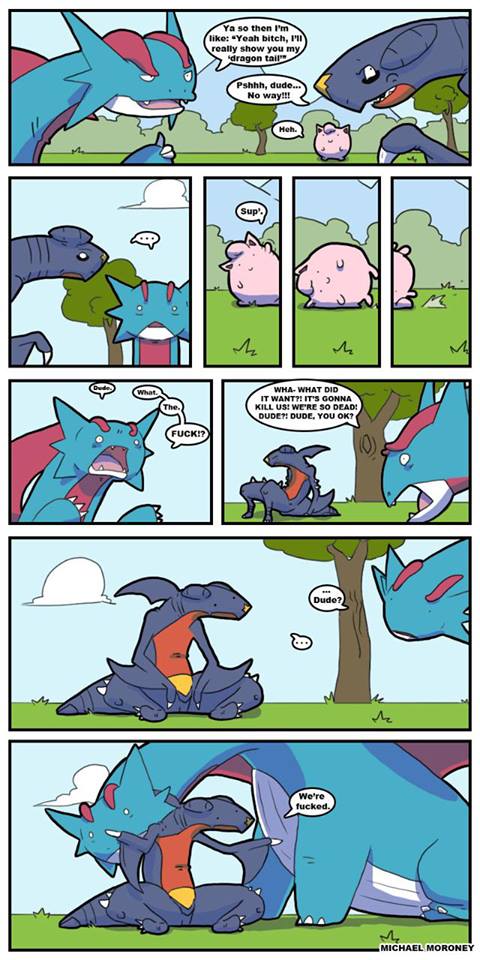 Ya so then I'm
like: "Yeah bitch, I'll
really show you my
'dragon tail'"
Pshhh, dude...
No way!!!
Heh.
...
Sup'.
Dude.
What.
The.
FUCK!?
WHA- WHAT DID
IT WANT?! IT'S GONNA
KILL US! WE'RE SO DEAD!
DUDE?! DUDE, YOU OK?
...
Dude?
...
We're
fucked.
MICHAEL MORONEY